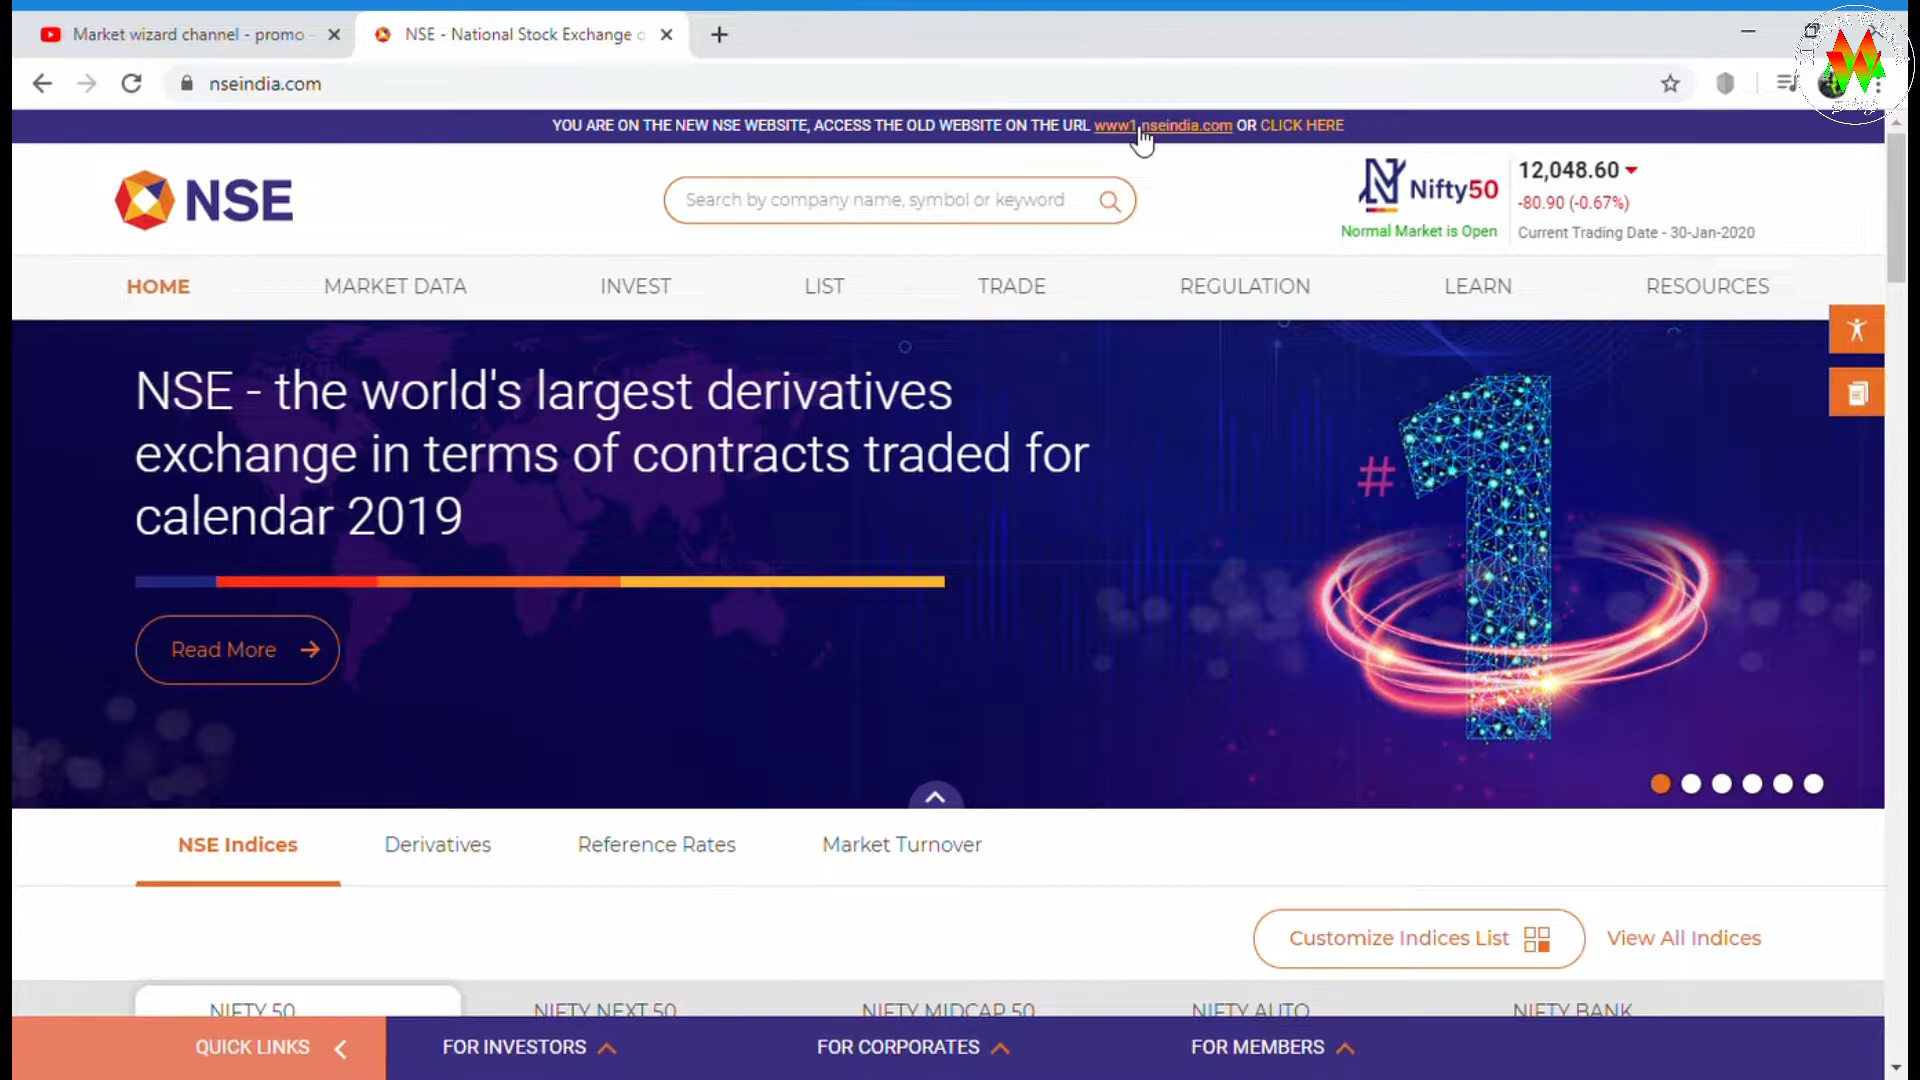 Market wizard channel - promo -
NSE - National Stock Exchange o
nseindia.com
YOU ARE ON THE NEW NSE WEBSITE, ACCESS THE OLD WEBSITE ON THE URL www1.nseindia.com OR CLICK HERE
NSE
Search by company name, symbol or keyword
Nifty50
Normal Market is Open
12,048.60
-80.90 (-0.67%)
Current Trading Date - 30-Jan-2020
HOME
MARKET DATA
INVEST
LIST
TRADE
REGULATION
LEARN
RESOURCES
NSE - the world's largest derivatives
exchange in terms of contracts traded for
calendar 2019
#1
Read More
NSE Indices
Derivatives
Reference Rates
Market Turnover
Customize Indices List
View All Indices
NIFTY 50
NIFTY NEXT 50
NIFTY MIDCAP 50
NIFTY AUTO
NIFTY BANK
QUICK LINKS
FOR INVESTORS
FOR CORPORATES
FOR MEMBERS